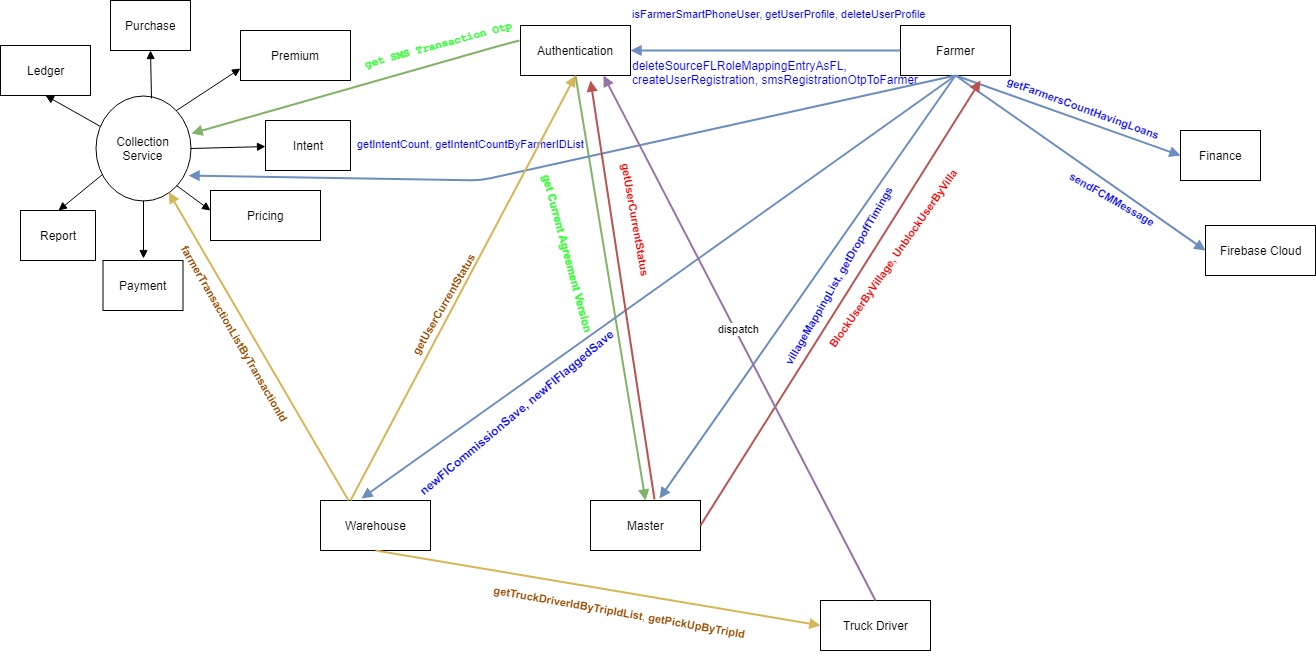 isFarmerSmartPhoneUser, getUserProfile, deleteUserProfile
Purchase
get SMS Transaction Otp
Authentication
Farmer
Premium
Ledger
deleteSourceFLRoleMappingEntryAsFL,
createUserRegistration, smsRegistrationOtpToFarmer
getFarmersCountHavingLoans
Collection
Service
Intent
getIntentCount, getIntentCountByFarmerIDList
Finance
getUserCurrentStatus
get Current Agreement Version
sendFCMMessage
Pricing
Report
Firebase Cloud
villageMappingList, getDropoffTimings
BlockUserByVillage, UnblockUserByVilla
Payment
farmerTransactionListByTransactionId
getUserCurrentStatus
dispatch
newFICommissionSave, newFIFlaggedSave
Warehouse
Master
getTruckDriverIdByTripIdList, getPickUpByTripId
Truck Driver